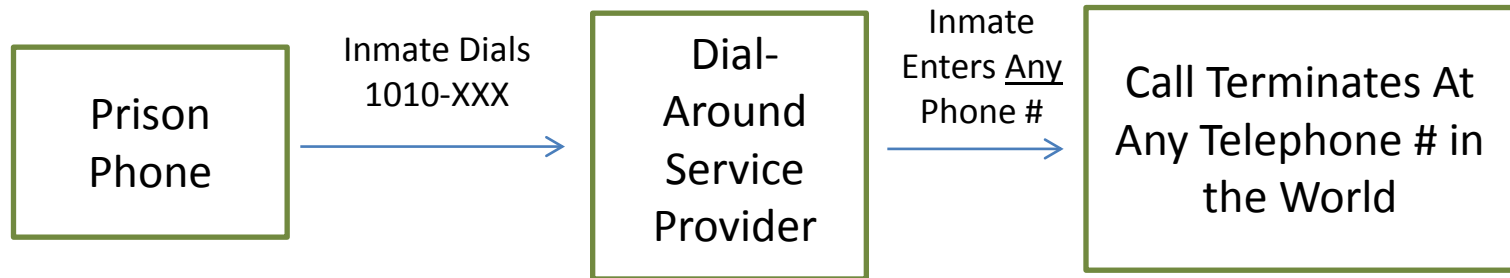 Prison
Phone
Inmate Dials
1010-XXX
Dial-
Around
Service
Provider
Inmate
Enters Any
Phone #
Call Terminates At
Any Telephone # in
the World